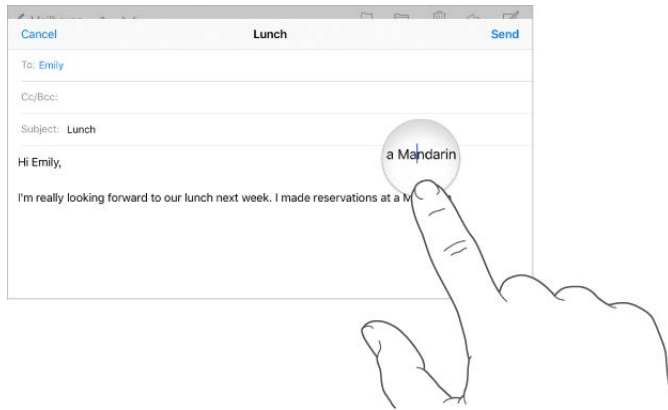 Cancel
Lunch
Send
To: Emily
Cc/Bcc:
Subject: Lunch
Hi Emily,
a Mandarin
I'm really looking forward to our lunch next week. I made reservations at a M